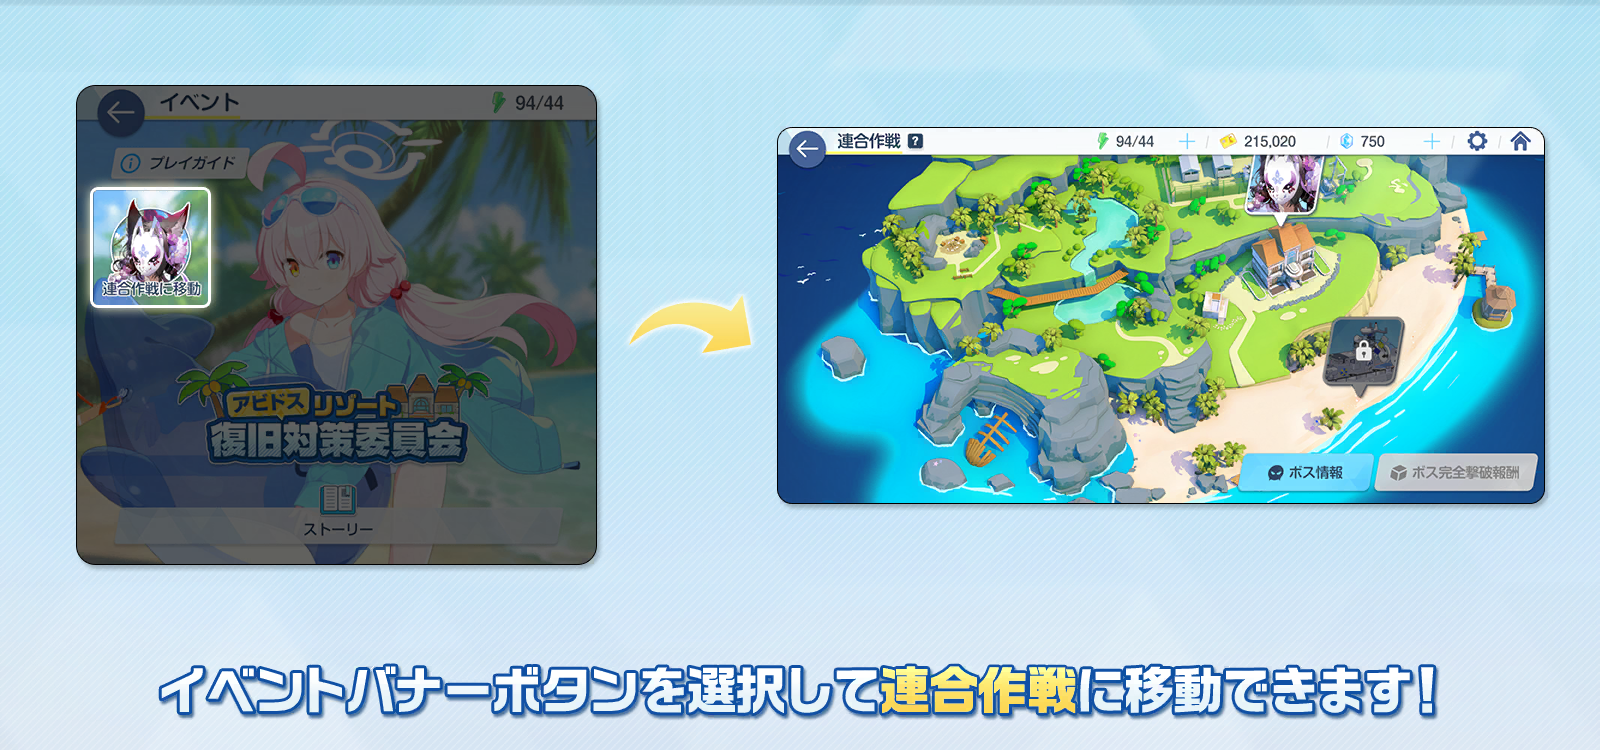 イベント
94/44
プレイガイド
連合作戦に移動
アビドス リゾート
復旧対策委員会
ストーリー
連合作戦 ?
94/44
215,020
750
ボス情報
ボス完全撃破報酬
イベントバナーボタンを選択して連合作戦に移動できます!